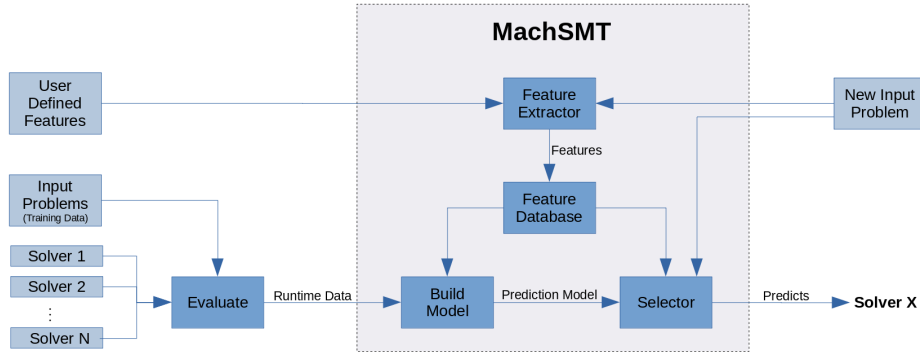 MachSMT
User
Defined
Features
Feature
Extractor
New Input
Problem
Features
Input
Problems
(Training Data)
Feature
Database
Solver 1
Solver 2
⋮
Solver N
Evaluate
Runtime Data
Build
Model
Prediction Model
Selector
Predicts
Solver X